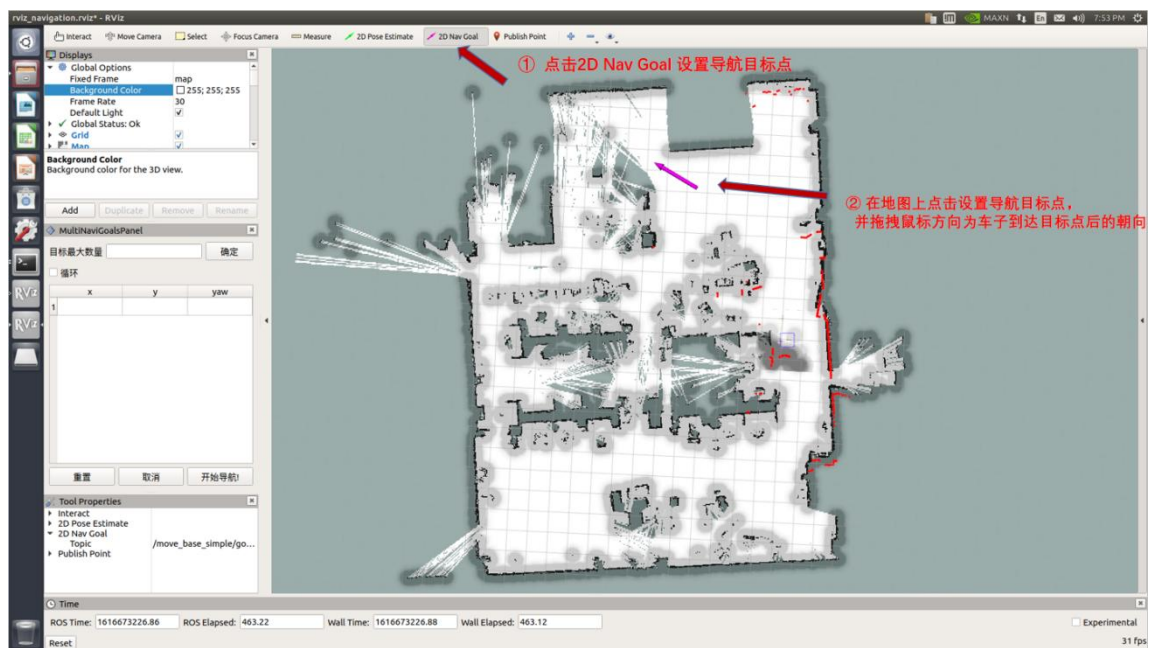 rviz_navigation.rviz* - RViz
MAXN
En
7:53 PM
Interact
Move Camera
Select
Focus Camera
Measure
2D Pose Estimate
2D Nav Goal
Publish Point
① 点击2D Nav Goal 设置导航目标点
② 在地图上点击设置导航目标点，
并拖拽鼠标方向为车子到达目标点后的朝向
Displays
Global Options
Fixed Frame map
Background Color 255; 255; 255
Frame Rate 30
Default Light ✓
✓ Global Status: Ok
Grid ✓
Map ✓
Background Color
Background color for the 3D view.
Add Duplicate Remove Rename
MultiNaviGoalsPanel
目标最大数量 确定
循环
x y yaw
1
重置 取消 开始导航!
Tool Properties
Interact
2D Pose Estimate
2D Nav Goal
Topic /move_base_simple/go...
Publish Point
RViz
RViz
Time
ROS Time: 1616673226.86 ROS Elapsed: 463.22 Wall Time: 1616673226.88 Wall Elapsed: 463.12 Experimental
Reset 31 fps